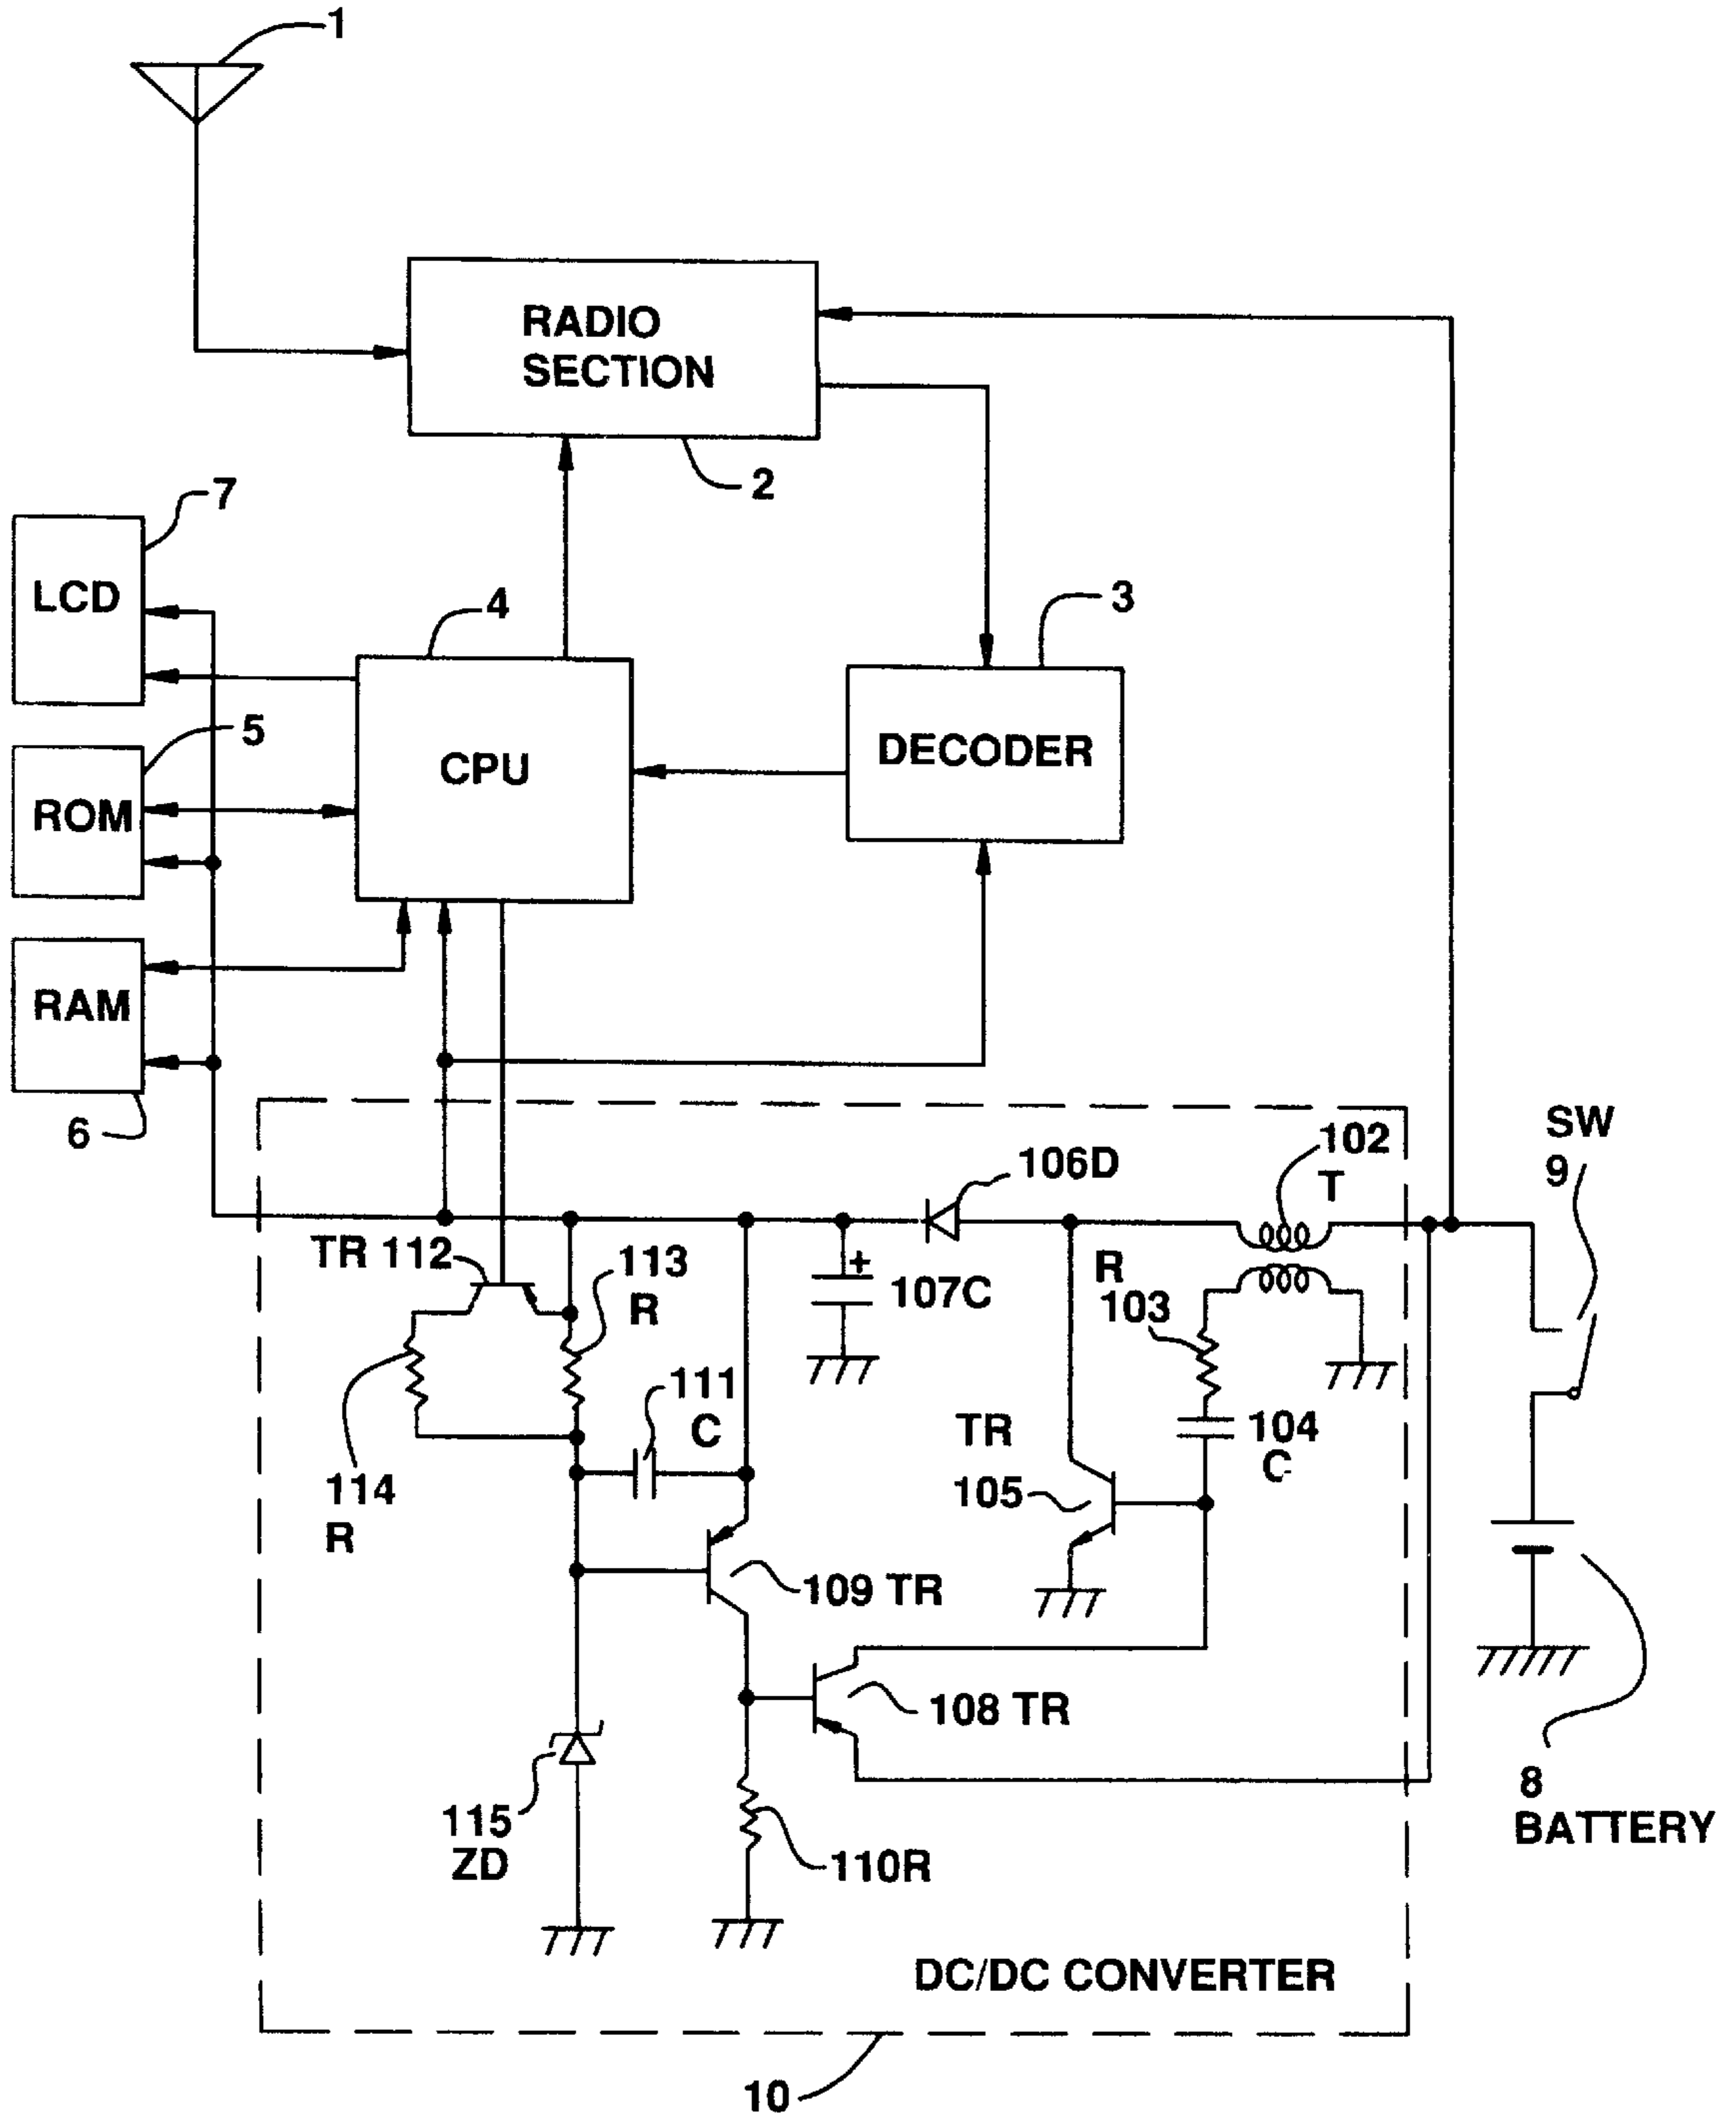 1
RADIO
SECTION
2
7
LCD
4
3
5
CPU
DECODER
ROM
RAM
6
SW
9
102
T
106D
TR 112
113
R
107C
R
103
111
C
TR
105
104
C
114
R
109 TR
108 TR
115
ZD
110R
8
BATTERY
DC/DC CONVERTER
10
+